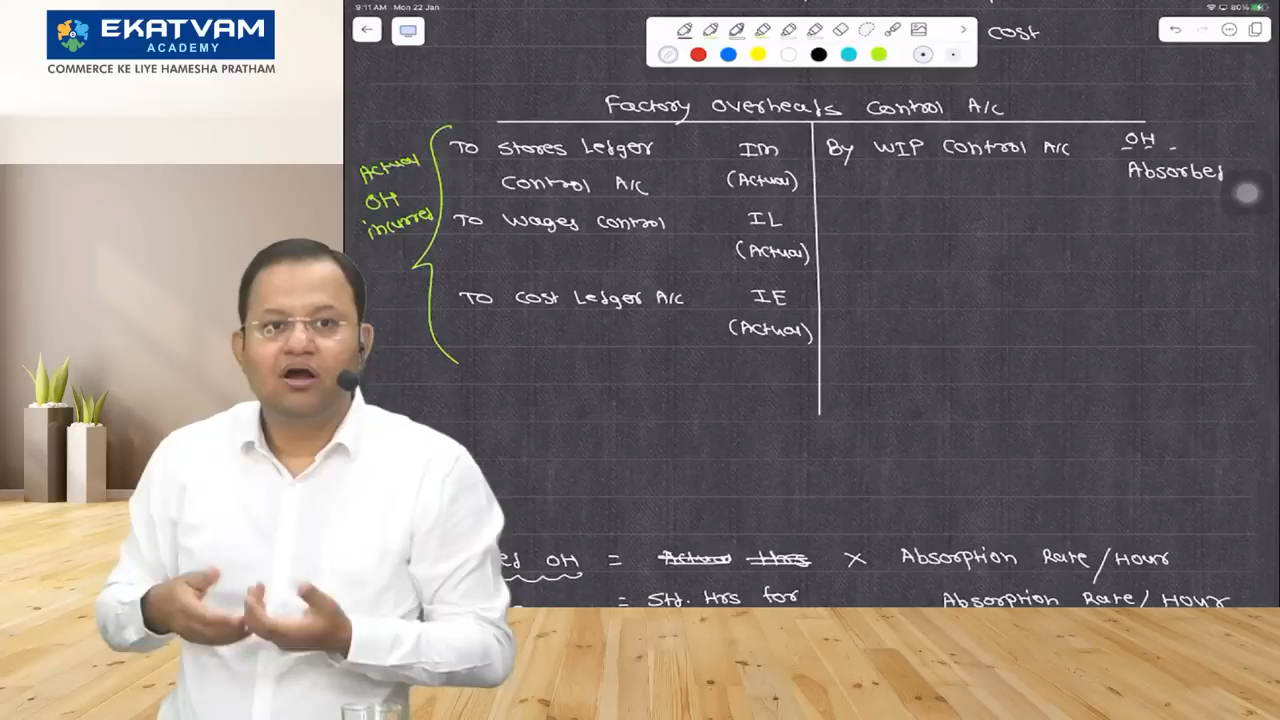 9:11 AM Mon 22 Jan
80%
EKATVAM
ACADEMY
COMMERCE KE LIYE HAMESHA PRATHAM
cost
Factory overheads control A/c
To Stores Ledger IM
control A/c (Actual)
To Wages control IL
(Actual)
To Cost Ledger A/c IE
(Actual)
By WIP Control A/c OH
Absorbed
Actual
OH
incurred
ed OH = Actual Hrs × Absorption Rate/Hour
= Std. Hrs for Absorption Rate/Hour